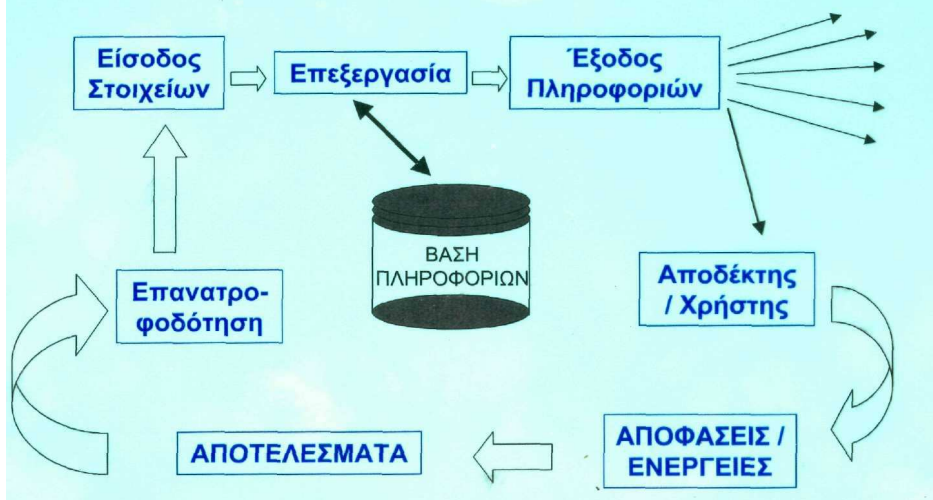 Είσοδος
Στοιχείων
Επεξεργασία
Έξοδος
Πληροφοριών
ΒΑΣΗ
ΠΛΗΡΟΦΟΡΙΩΝ
Αποδέκτης
/ Χρήστης
Επανατρο-
φοδότηση
ΑΠΟΤΕΛΕΣΜΑΤΑ
ΑΠΟΦΑΣΕΙΣ /
ΕΝΕΡΓΕΙΕΣ